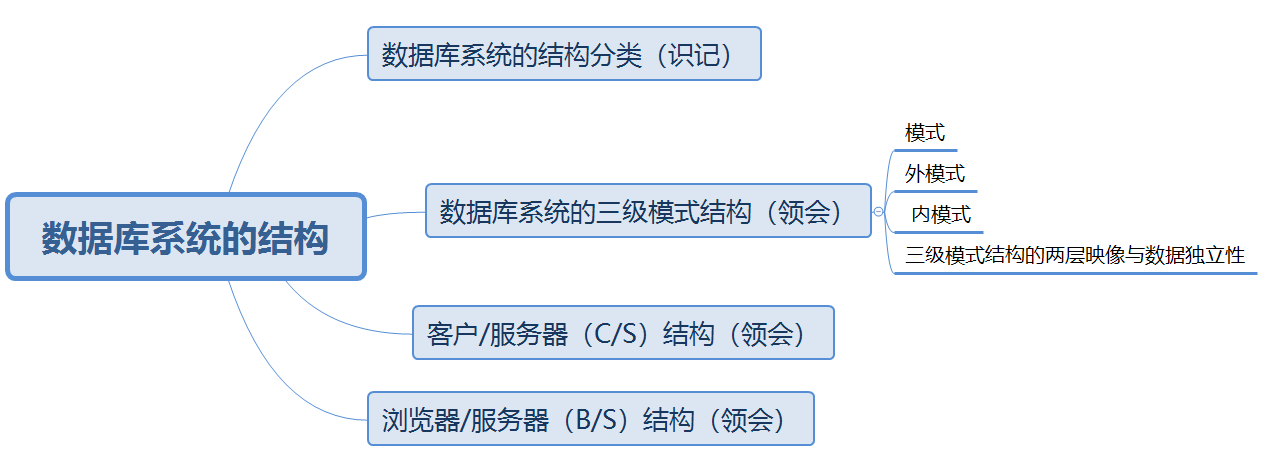 数据库系统的结构
数据库系统的结构分类（识记）
数据库系统的三级模式结构（领会）
模式
外模式
内模式
三级模式结构的两层映像与数据独立性
客户/服务器（C/S）结构（领会）
浏览器/服务器（B/S）结构（领会）